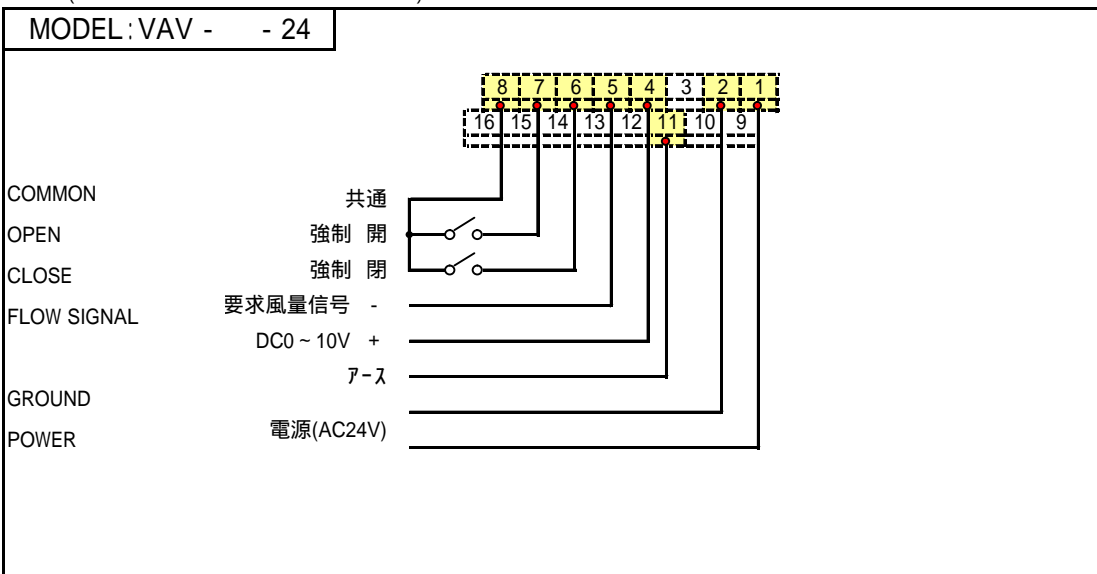 MODEL:VAV - - 24
8 7 6 5 4 3 2 1
16 15 14 13 12 11 10 9
COMMON 共通
OPEN 強制 開
CLOSE 強制 閉
要求風量信号 -
FLOW SIGNAL
DC0 ~ 10V +
ｱｰｽ
GROUND
電源(AC24V)
POWER